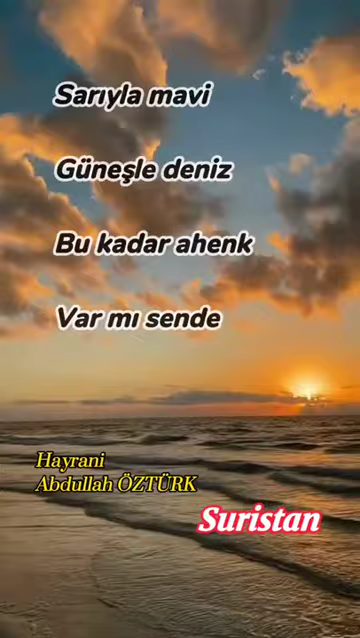 Sarıyla mavi
Güneşle deniz
Bu kadar ahenk
Var mı sende
Hayrani
Abdullah ÖZTÜRK
Suristan